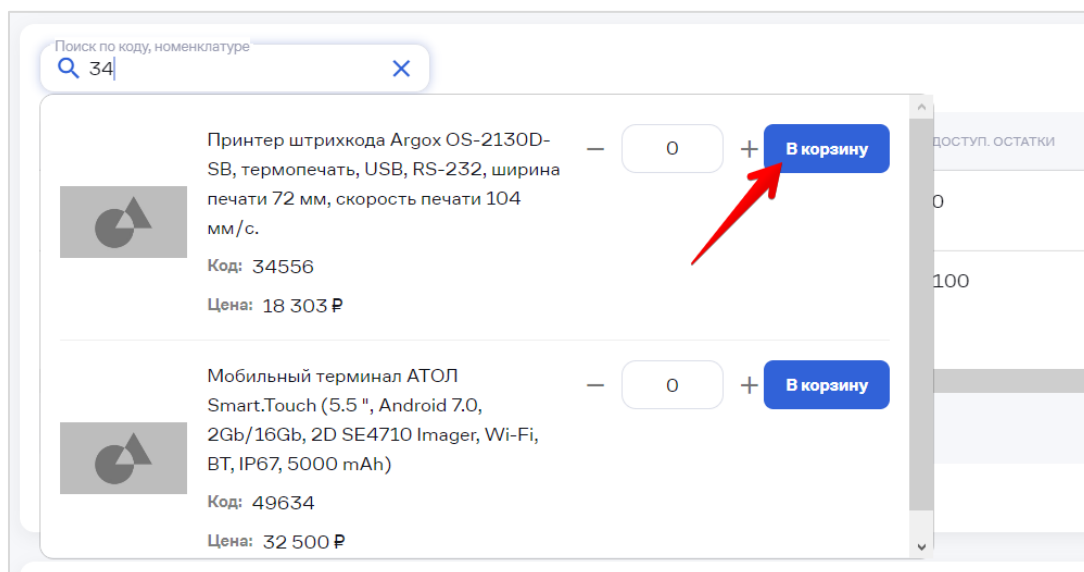 Поиск по коду, номенклатуре
34
Принтер штрихкода Argox OS-2130D-
SB, термопечать, USB, RS-232, ширина
печати 72 мм, скорость печати 104
мм/с.
Код: 34556
Цена: 18 303 ₽
0
В корзину
ДОСТУП. ОСТАТКИ
0
100
Мобильный терминал АТОЛ
Smart.Touch (5.5 ", Android 7.0,
2Gb/16Gb, 2D SE4710 Imager, Wi-Fi,
BT, IP67, 5000 mAh)
Код: 49634
Цена: 32 500 ₽
0
В корзину